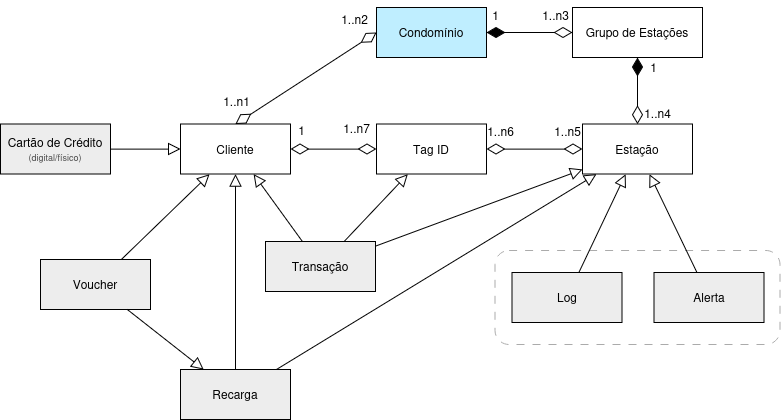 1..n2
Condomínio
1
1..n3
Grupo de Estações
1
1..n1
1..n4
Cartão de Crédito
(digital/físico)
Cliente
1
1..n7
Tag ID
1..n6
1..n5
Estação
Voucher
Transação
Log
Alerta
Recarga